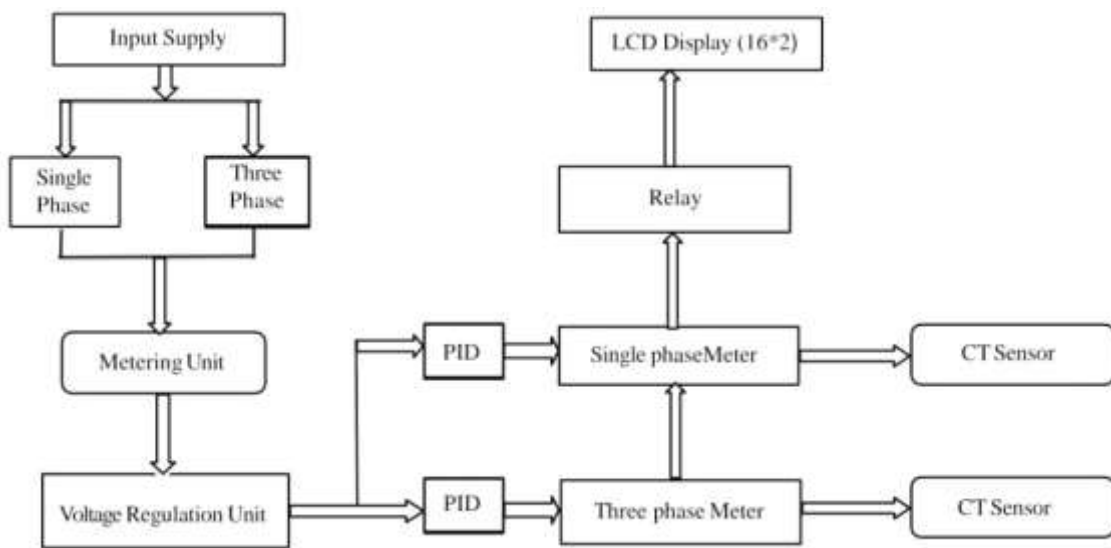 Input Supply
LCD Display (16*2)
Single
Phase
Three
Phase
Relay
Metering Unit
PID
Single phaseMeter
CT Sensor
Voltage Regulation Unit
PID
Three phase Meter
CT Sensor